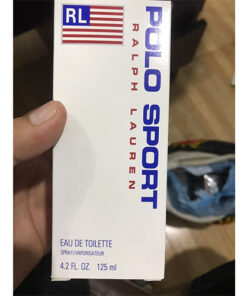 RL
POLO SPORT
RALPH LAUREN
EAU DE TOILETTE
SPRAY/VAPORISATEUR
4.2 FL. OZ. 125 ml